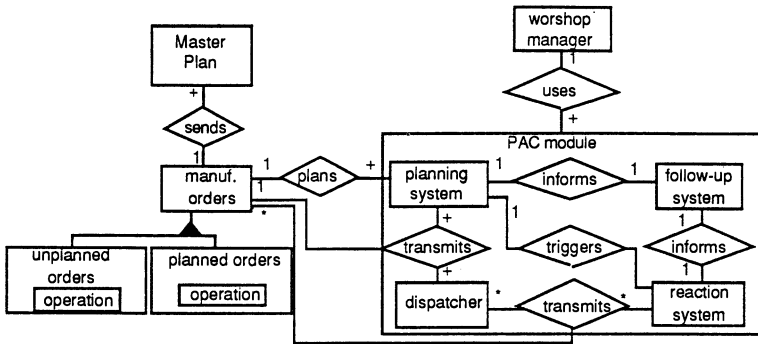 Master
Plan
worshop
manager
+
1
sends
uses
1
+
PAC module
manuf.
orders
1
plans
+
planning
system
1
informs
1
follow-up
system
1
*
+
1
1
transmits
triggers
informs
unplanned
orders
operation
planned orders
operation
+
1
dispatcher
*
transmits
*
reaction
system